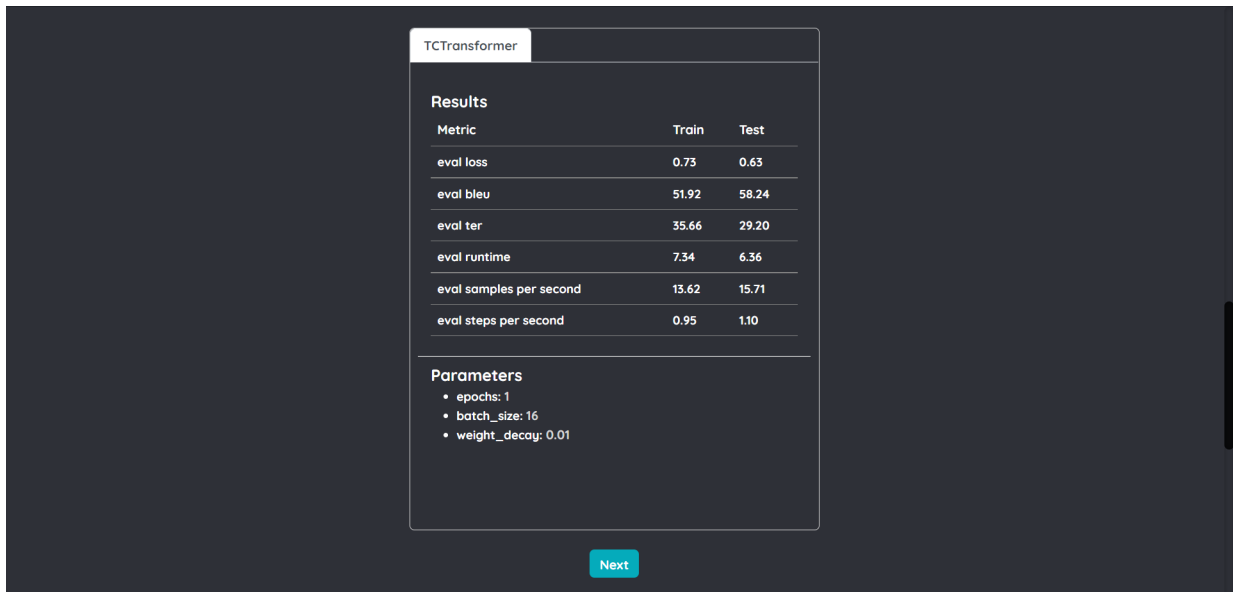 TCTransformer
Results
Metric Train Test
eval loss 0.73 0.63
eval bleu 51.92 58.24
eval ter 35.66 29.20
eval runtime 7.34 6.36
eval samples per second 13.62 15.71
eval steps per second 0.95 1.10
Parameters
• epochs: 1
• batch_size: 16
• weight_decay: 0.01
Next